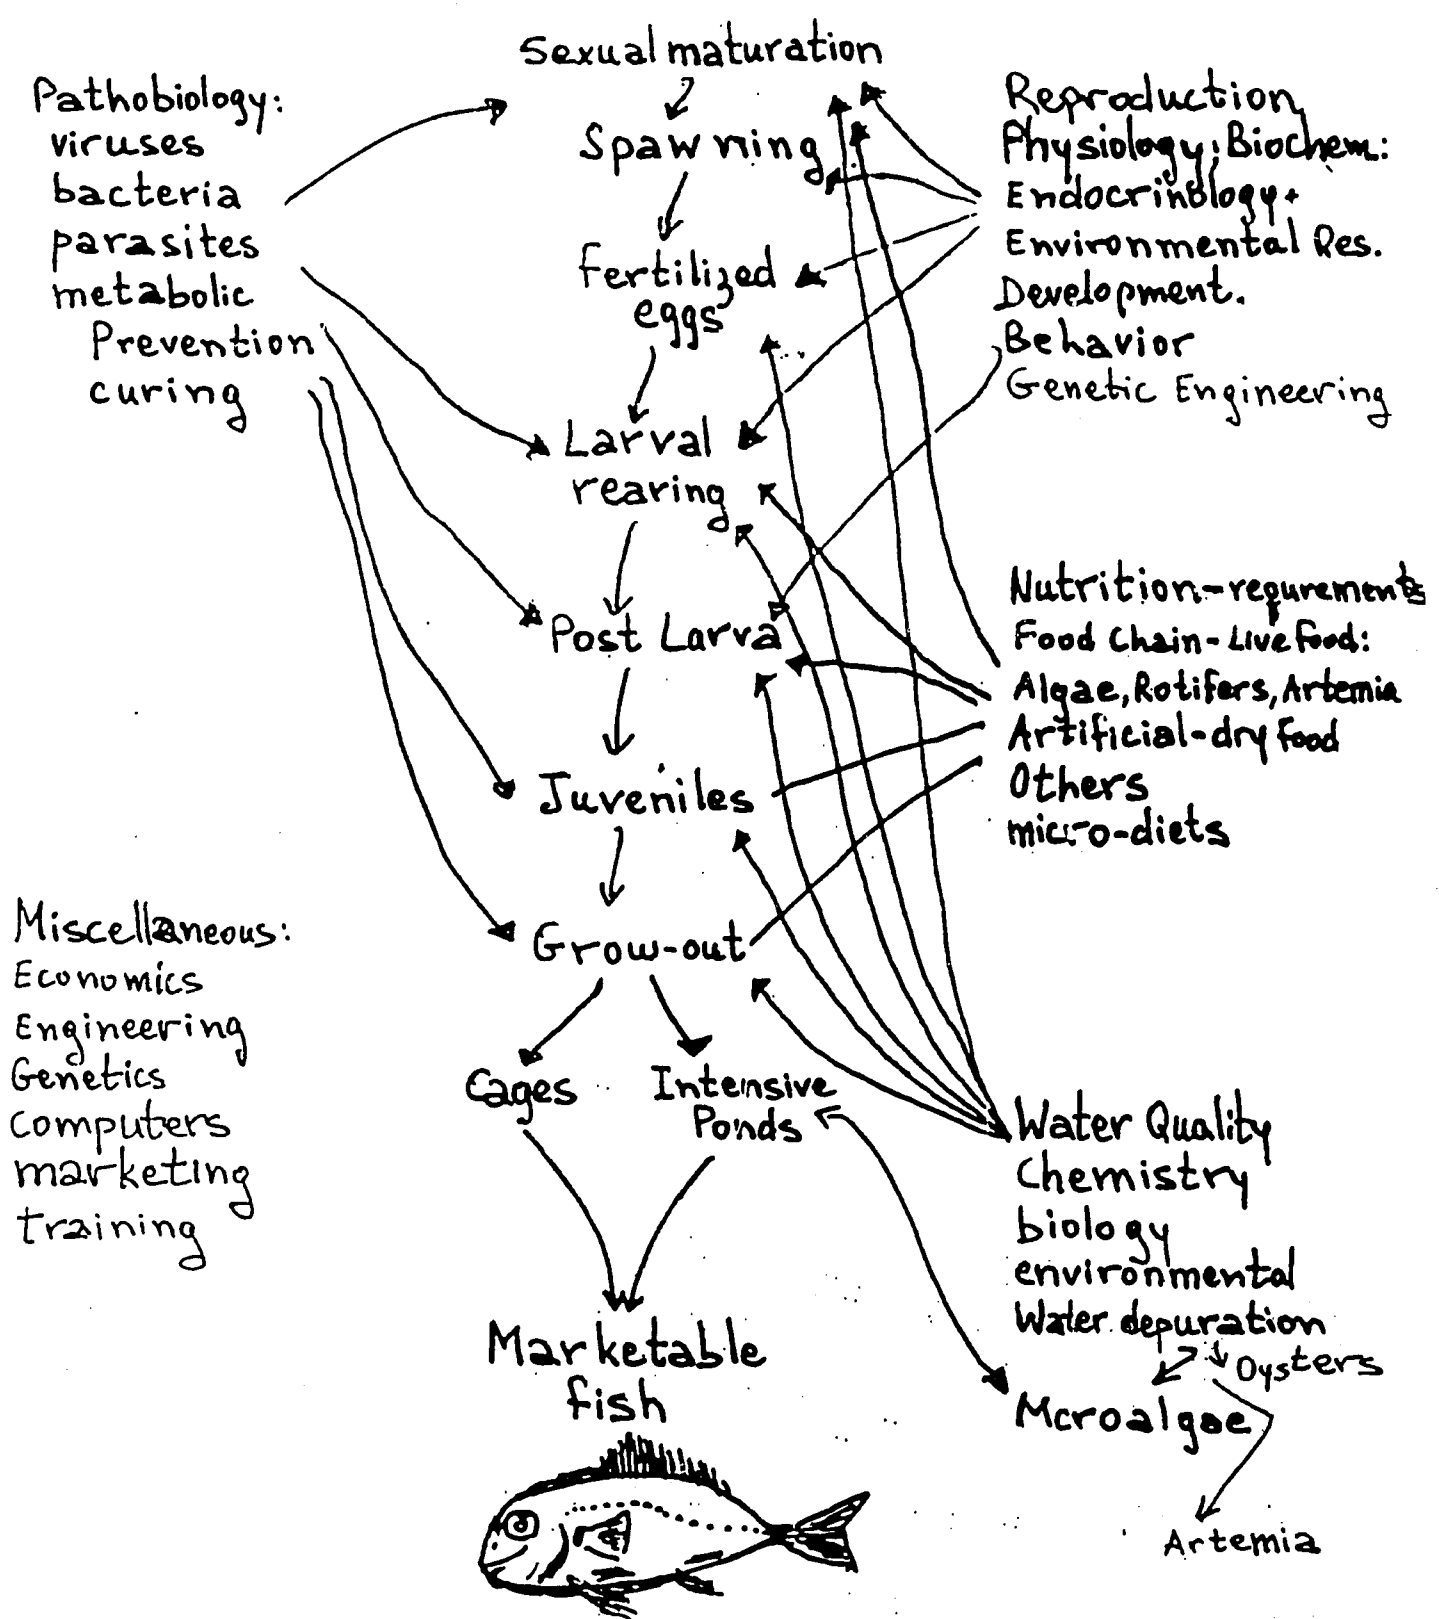 Sexual maturation
Spawning
Fertilized
eggs
Larval
rearing
Post Larva
Juveniles
Grow-out
Cages
Intensive
Ponds
Marketable
fish
Pathobiology:
viruses
bacteria
parasites
metabolic
Prevention
curing
Miscellaneous:
Economics
Engineering
Genetics
Computers
marketing
training
Reproduction
Physiology; Biochem.:
Endocrinology +
Environmental Res.
Development.
Behavior
Genetic Engineering
Nutrition-requrements
Food Chain-Live food:
Algae, Rotifers, Artemia
Artificial-dry food
Others
micro-diets
Water Quality
Chemistry
biology
environmental
Water depuration
Oysters
Mcroalgae
Artemia